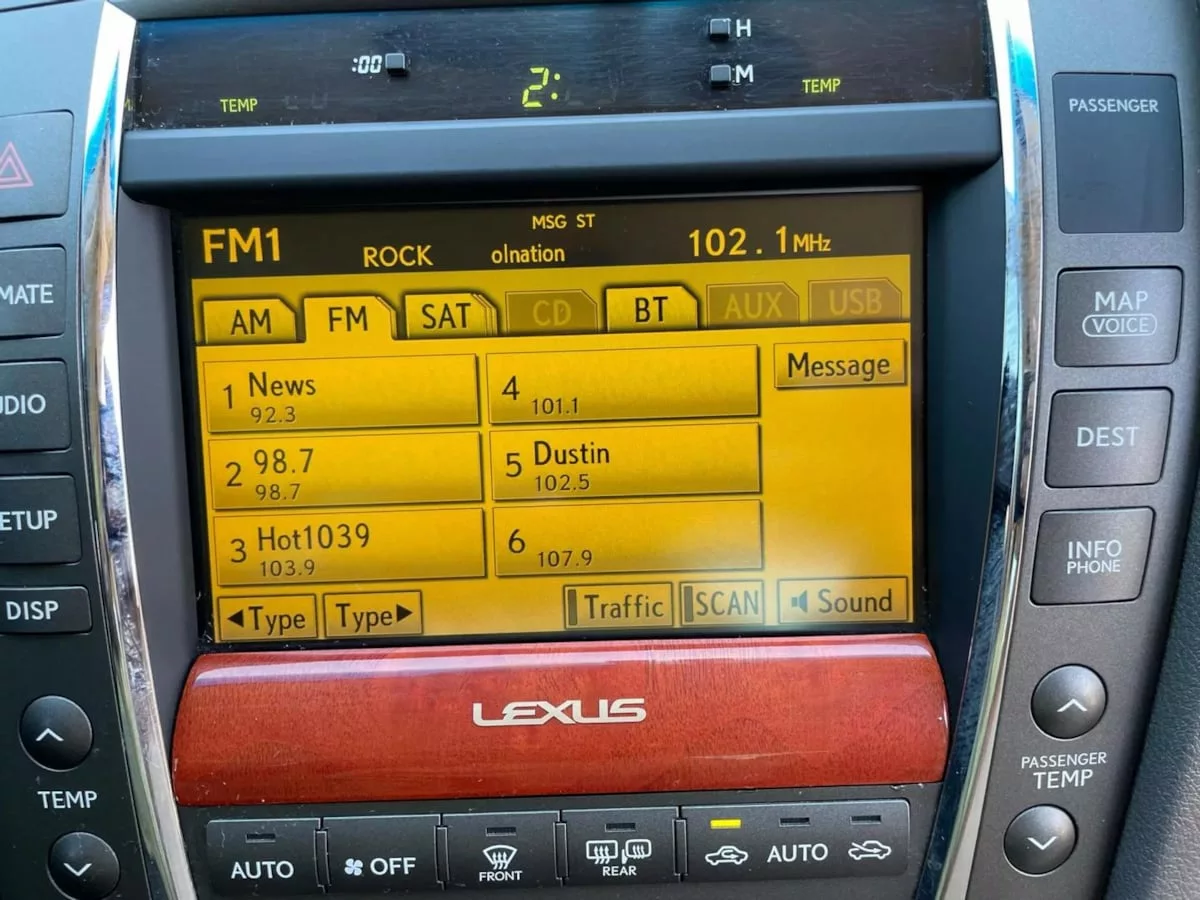 :00 H
2: M
TEMP TEMP
PASSENGER
MSG ST
FM1 ROCK olnation 102.1MHz
AM FM SAT CD BT AUX USB
1 News
92.3
2 98.7
98.7
3 Hot1039
103.9
4
101.1
5 Dustin
102.5
6
107.9
Message
◀Type Type▶ Traffic SCAN Sound
MATE
UDIO
ETUP
DISP
TEMP
MAP
VOICE
DEST
INFO
PHONE
PASSENGER
TEMP
LEXUS
AUTO OFF FRONT REAR AUTO